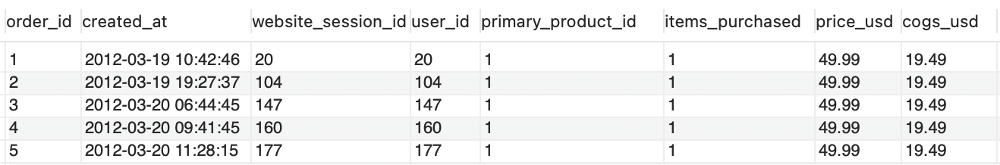 order_id created_at website_session_id user_id primary_product_id items_purchased price_usd cogs_usd
1 2012-03-19 10:42:46 20 20 1 1 49.99 19.49
2 2012-03-19 19:27:37 104 104 1 1 49.99 19.49
3 2012-03-20 06:44:45 147 147 1 1 49.99 19.49
4 2012-03-20 09:41:45 160 160 1 1 49.99 19.49
5 2012-03-20 11:28:15 177 177 1 1 49.99 19.49